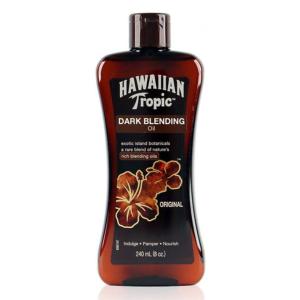 HAWAIIAN
Tropic™
DARK BLENDING
Oil
exotic island botanicals
a rare blend of nature's
rich blending oils
ORIGINAL
Indulge • Pamper • Nourish
240 mL (8 oz.)